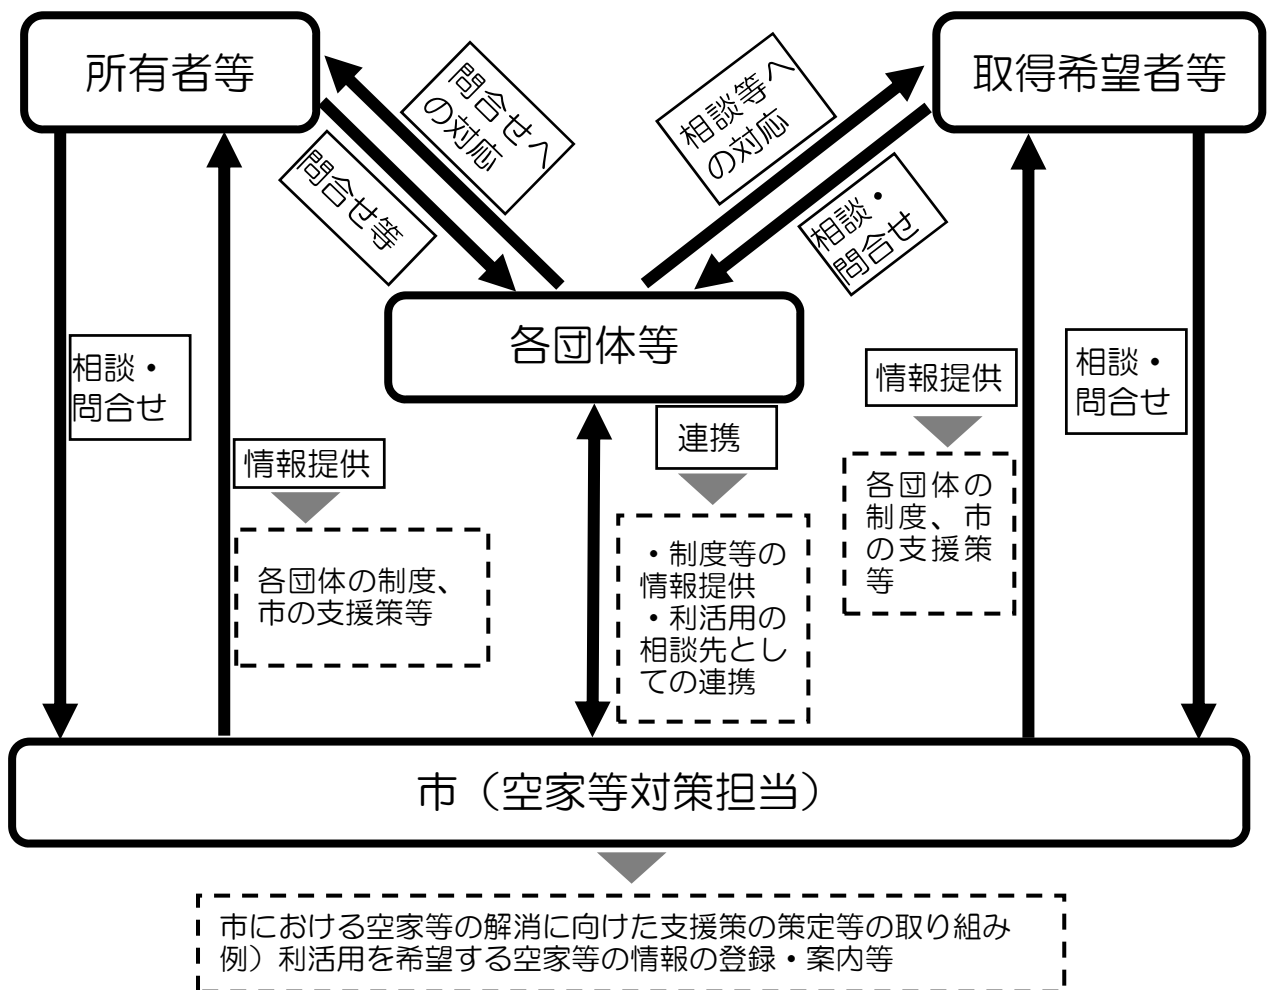 所有者等
取得希望者等
問合せへ
の対応
問合せ等
相談等へ
の対応
相談・
問合せ
各団体等
相談・
問合せ
情報提供
各団体の制度、
市の支援策等
連携
・制度等の
情報提供
・利活用の
相談先とし
ての連携
情報提供
各団体の
制度、市
の支援策
等
相談・
問合せ
市（空家等対策担当）
市における空家等の解消に向けた支援策の策定等の取り組み
例）利活用を希望する空家等の情報の登録・案内等